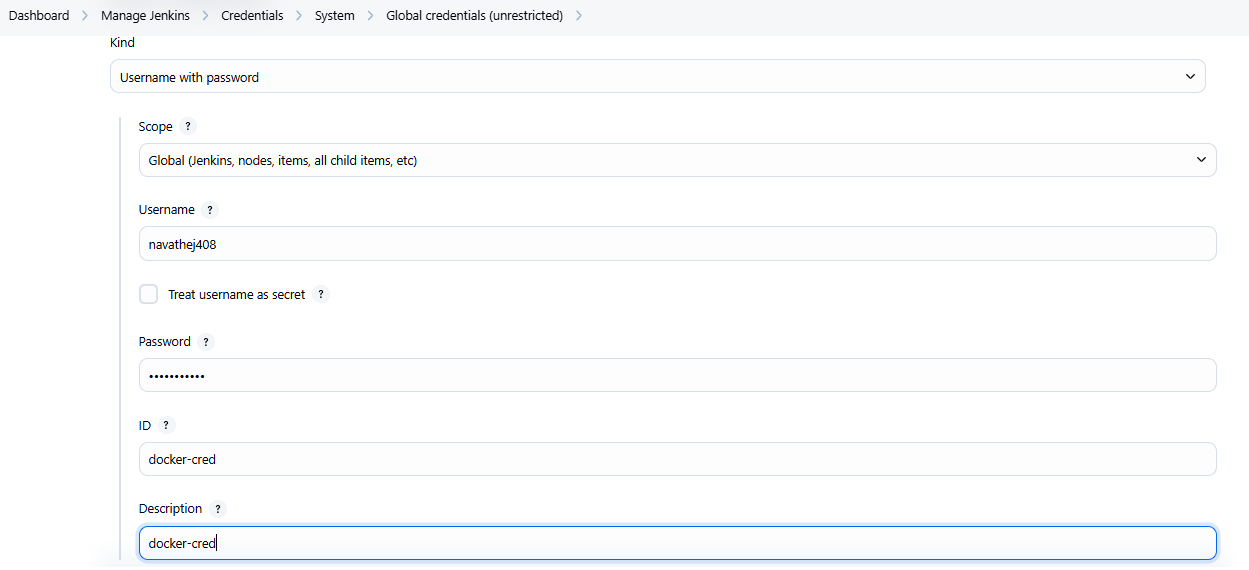 Dashboard > Manage Jenkins > Credentials > System > Global credentials (unrestricted) >
Kind
Username with password
Scope ?
Global (Jenkins, nodes, items, all child items, etc)
Username ?
navathej408
Treat username as secret ?
Password ?
•••••••••••
ID ?
docker-cred
Description ?
docker-cred